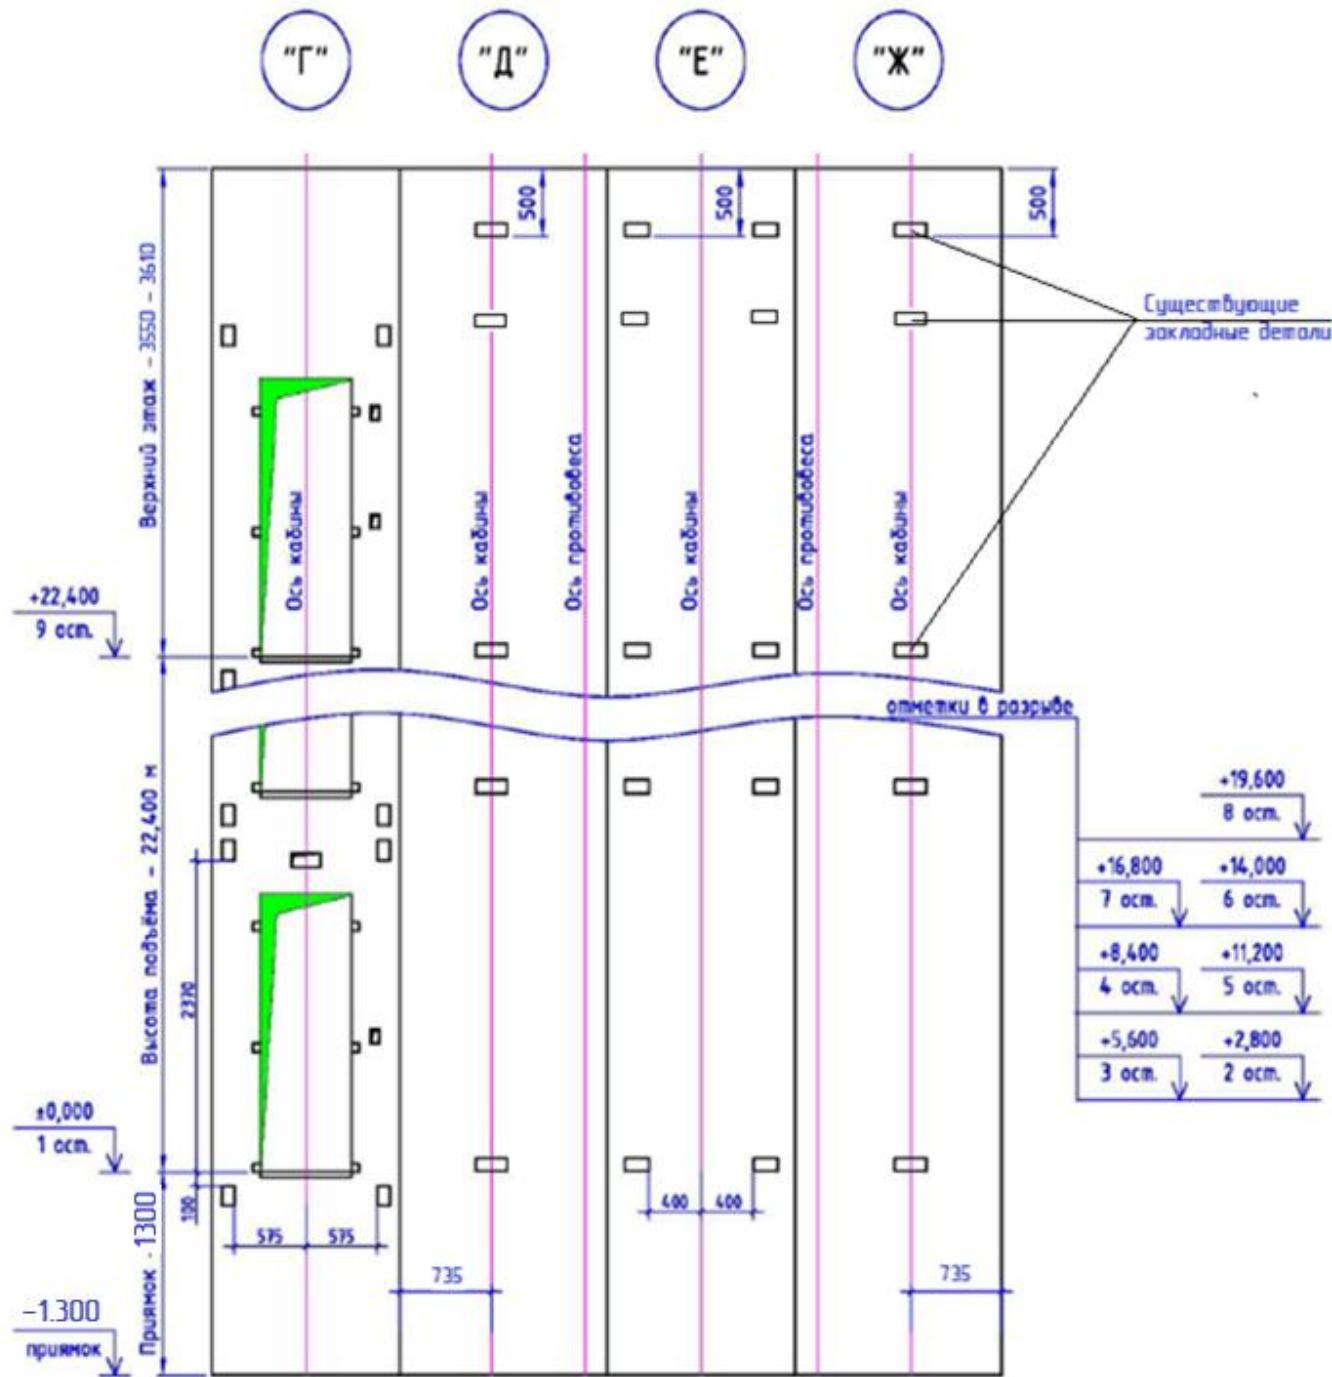 "Г"
"Д"
"Е"
"Ж"
500
500
500
Верхний этаж - 3550 - 3610
Существующие
закладные детали
Ось кабины
Ось кабины
Ось противовеса
Ось кабины
Ось противовеса
Ось кабины
+22,400
9 ост.
отметки в разрыве
+19,600
8 ост.
+16,800
7 ост.
+14,000
6 ост.
+8,400
4 ост.
+11,200
5 ост.
+5,600
3 ост.
+2,800
2 ост.
Высота подъёма - 22,400 м
2370
±0,000
1 ост.
100
575
575
400
400
735
735
Приямок - 1300
-1.300
приямок